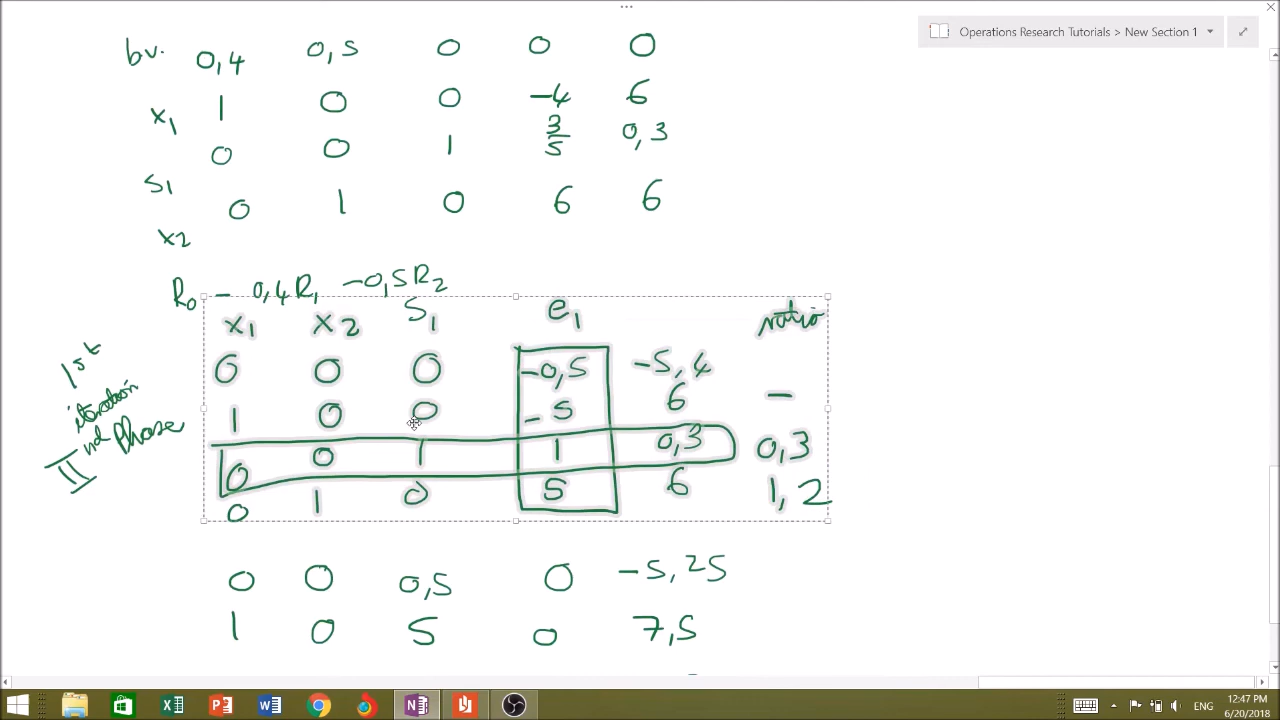 ...
Operations Research Tutorials > New Section 1
bv. 0,4 0,5 0 0 0
x1 1 0 0 -4 6
s1 0 0 1 3/5 0,3
x2 0 1 0 6 6
R0 - 0,4R1 -0,5R2
x1 x2 s1 e1 ratio
0 0 0 -0,5 -5,4
1 0 0 -5 6 -
0 0 1 1 0,3 0,3
0 1 0 5 6 1,2
1st
iteration
IInd Phase
0 0 0,5 0 -5,25
1 0 5 0 7,5
ENG
12:47 PM
6/20/2018